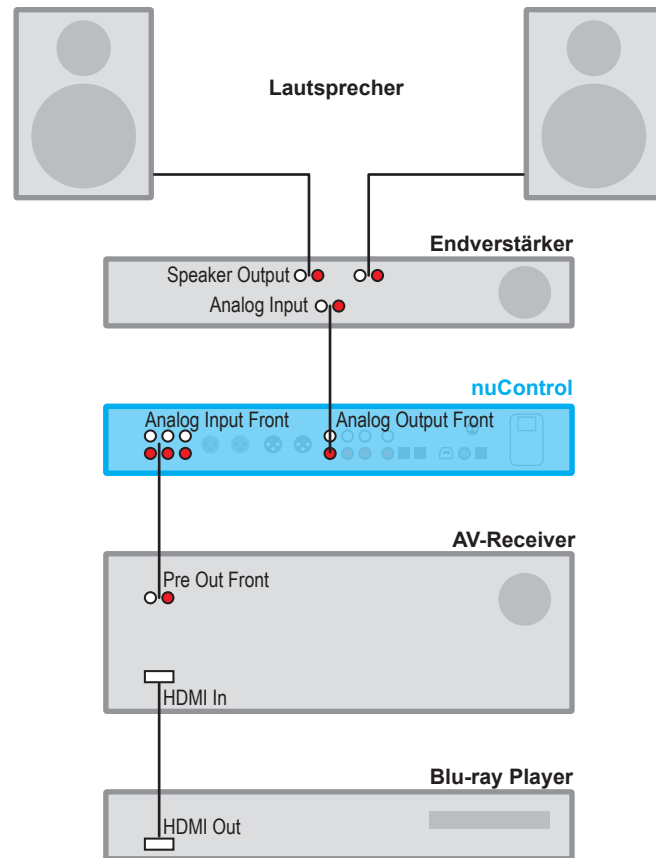 Lautsprecher
Endverstärker
Speaker Output
Analog Input
nuControl
Analog Input Front
Analog Output Front
AV-Receiver
Pre Out Front
HDMI In
Blu-ray Player
HDMI Out